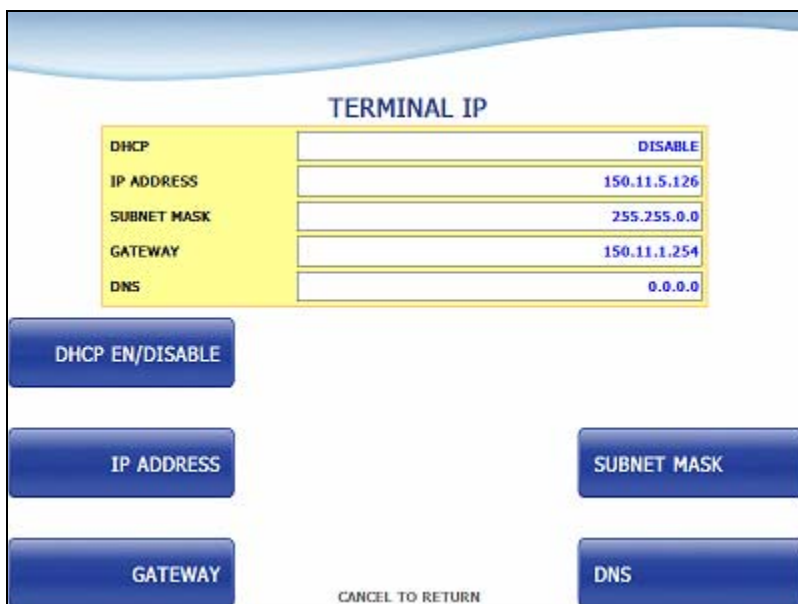 TERMINAL IP
DHCP DISABLE
IP ADDRESS 150.11.5.126
SUBNET MASK 255.255.0.0
GATEWAY 150.11.1.254
DNS 0.0.0.0
DHCP EN/DISABLE
IP ADDRESS SUBNET MASK
GATEWAY DNS
CANCEL TO RETURN